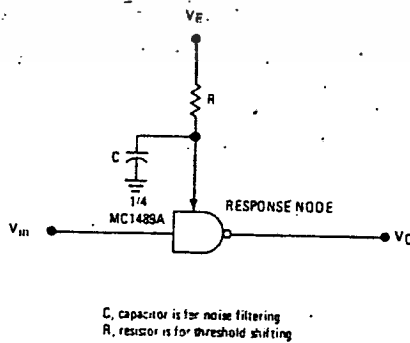 VE
R
C
1/4
MC1489A
RESPONSE NODE
Vin
VO
C, capacitor is for noise filtering
R, resistor is for threshold shifting